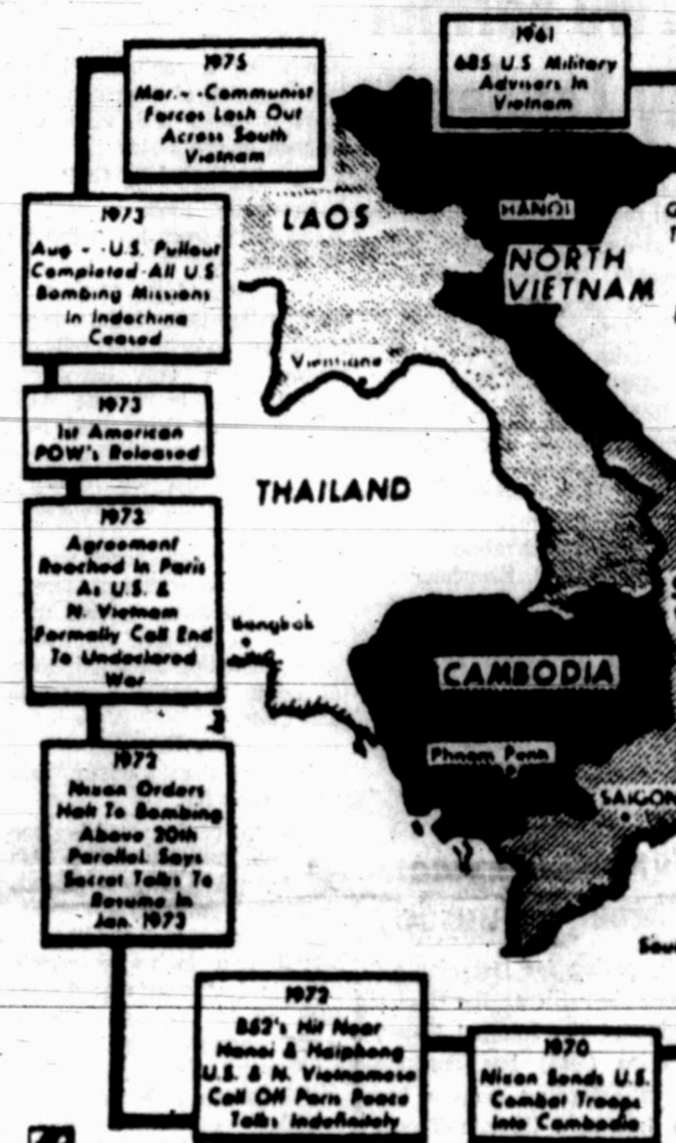 1975
Mar.- -Communist
Forces Lash Out
Across South
Vietnam
1961
685 U.S. Military
Advisers In
Vietnam
1973
Aug - - U.S. Pullout
Completed-All U.S.
Bombing Missions
In Indochina
Ceased
1973
1st American
POW's Released
1973
Agreement
Reached In Paris
As U.S. &
N. Vietnam
Formally Call End
To Undeclared
War
1972
Nixon Orders
Halt To Bombing
Above 20th
Parallel. Says
Secret Talks To
Resume In
Jan. 1973
1972
B52's Hit Near
Hanoi & Haiphong
U.S. & N. Vietnamese
Call Off Paris Peace
Talks Indefinitely
1970
Nixon Sends U.S.
Combat Troops
Into Cambodia
LAOS
HANOI
NORTH
VIETNAM
Vientiane
THAILAND
Bangkok
CAMBODIA
Phnom Penh
SAIGON